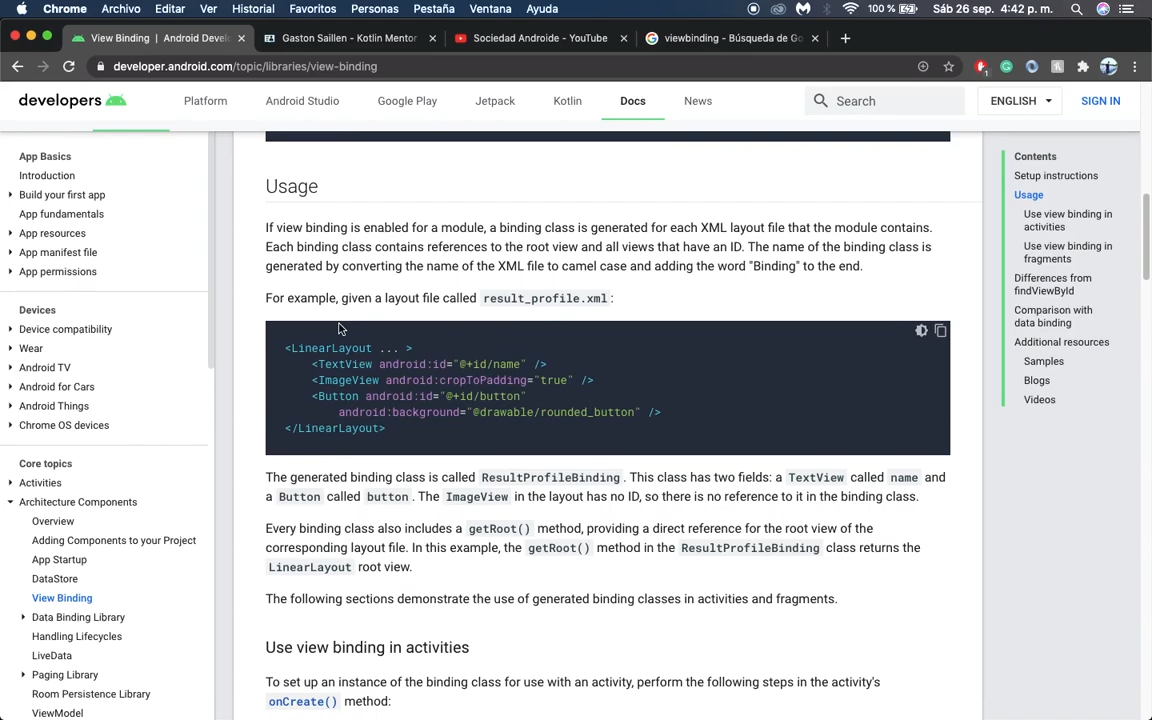 Chrome Archivo Editar Ver Historial Favoritos Personas Pestaña Ventana Ayuda 100 % Sáb 26 sep. 4:42 p. m.
View Binding | Android Devel Gaston Saillen - Kotlin Mentor Sociedad Androide - YouTube viewbinding - Búsqueda de Go
developer.android.com/topic/libraries/view-binding
developers Platform Android Studio Google Play Jetpack Kotlin Docs News Search ENGLISH SIGN IN
App Basics
Introduction
Build your first app
App fundamentals
App resources
App manifest file
App permissions
Devices
Device compatibility
Wear
Android TV
Android for Cars
Android Things
Chrome OS devices
Core topics
Activities
Architecture Components
Overview
Adding Components to your Project
App Startup
DataStore
View Binding
Data Binding Library
Handling Lifecycles
LiveData
Paging Library
Room Persistence Library
ViewModel
Usage
If view binding is enabled for a module, a binding class is generated for each XML layout file that the module contains.
Each binding class contains references to the root view and all views that have an ID. The name of the binding class is
generated by converting the name of the XML file to camel case and adding the word "Binding" to the end.
For example, given a layout file called result_profile.xml:
<LinearLayout ... >
<TextView android:id="@+id/name" />
<ImageView android:cropToPadding="true" />
<Button android:id="@+id/button"
android:background="@drawable/rounded_button" />
</LinearLayout>
The generated binding class is called ResultProfileBinding. This class has two fields: a TextView called name and
a Button called button. The ImageView in the layout has no ID, so there is no reference to it in the binding class.
Every binding class also includes a getRoot() method, providing a direct reference for the root view of the
corresponding layout file. In this example, the getRoot() method in the ResultProfileBinding class returns the
LinearLayout root view.
The following sections demonstrate the use of generated binding classes in activities and fragments.
Use view binding in activities
To set up an instance of the binding class for use with an activity, perform the following steps in the activity's
onCreate() method:
Contents
Setup instructions
Usage
Use view binding in
activities
Use view binding in
fragments
Differences from
findViewById
Comparison with
data binding
Additional resources
Samples
Blogs
Videos